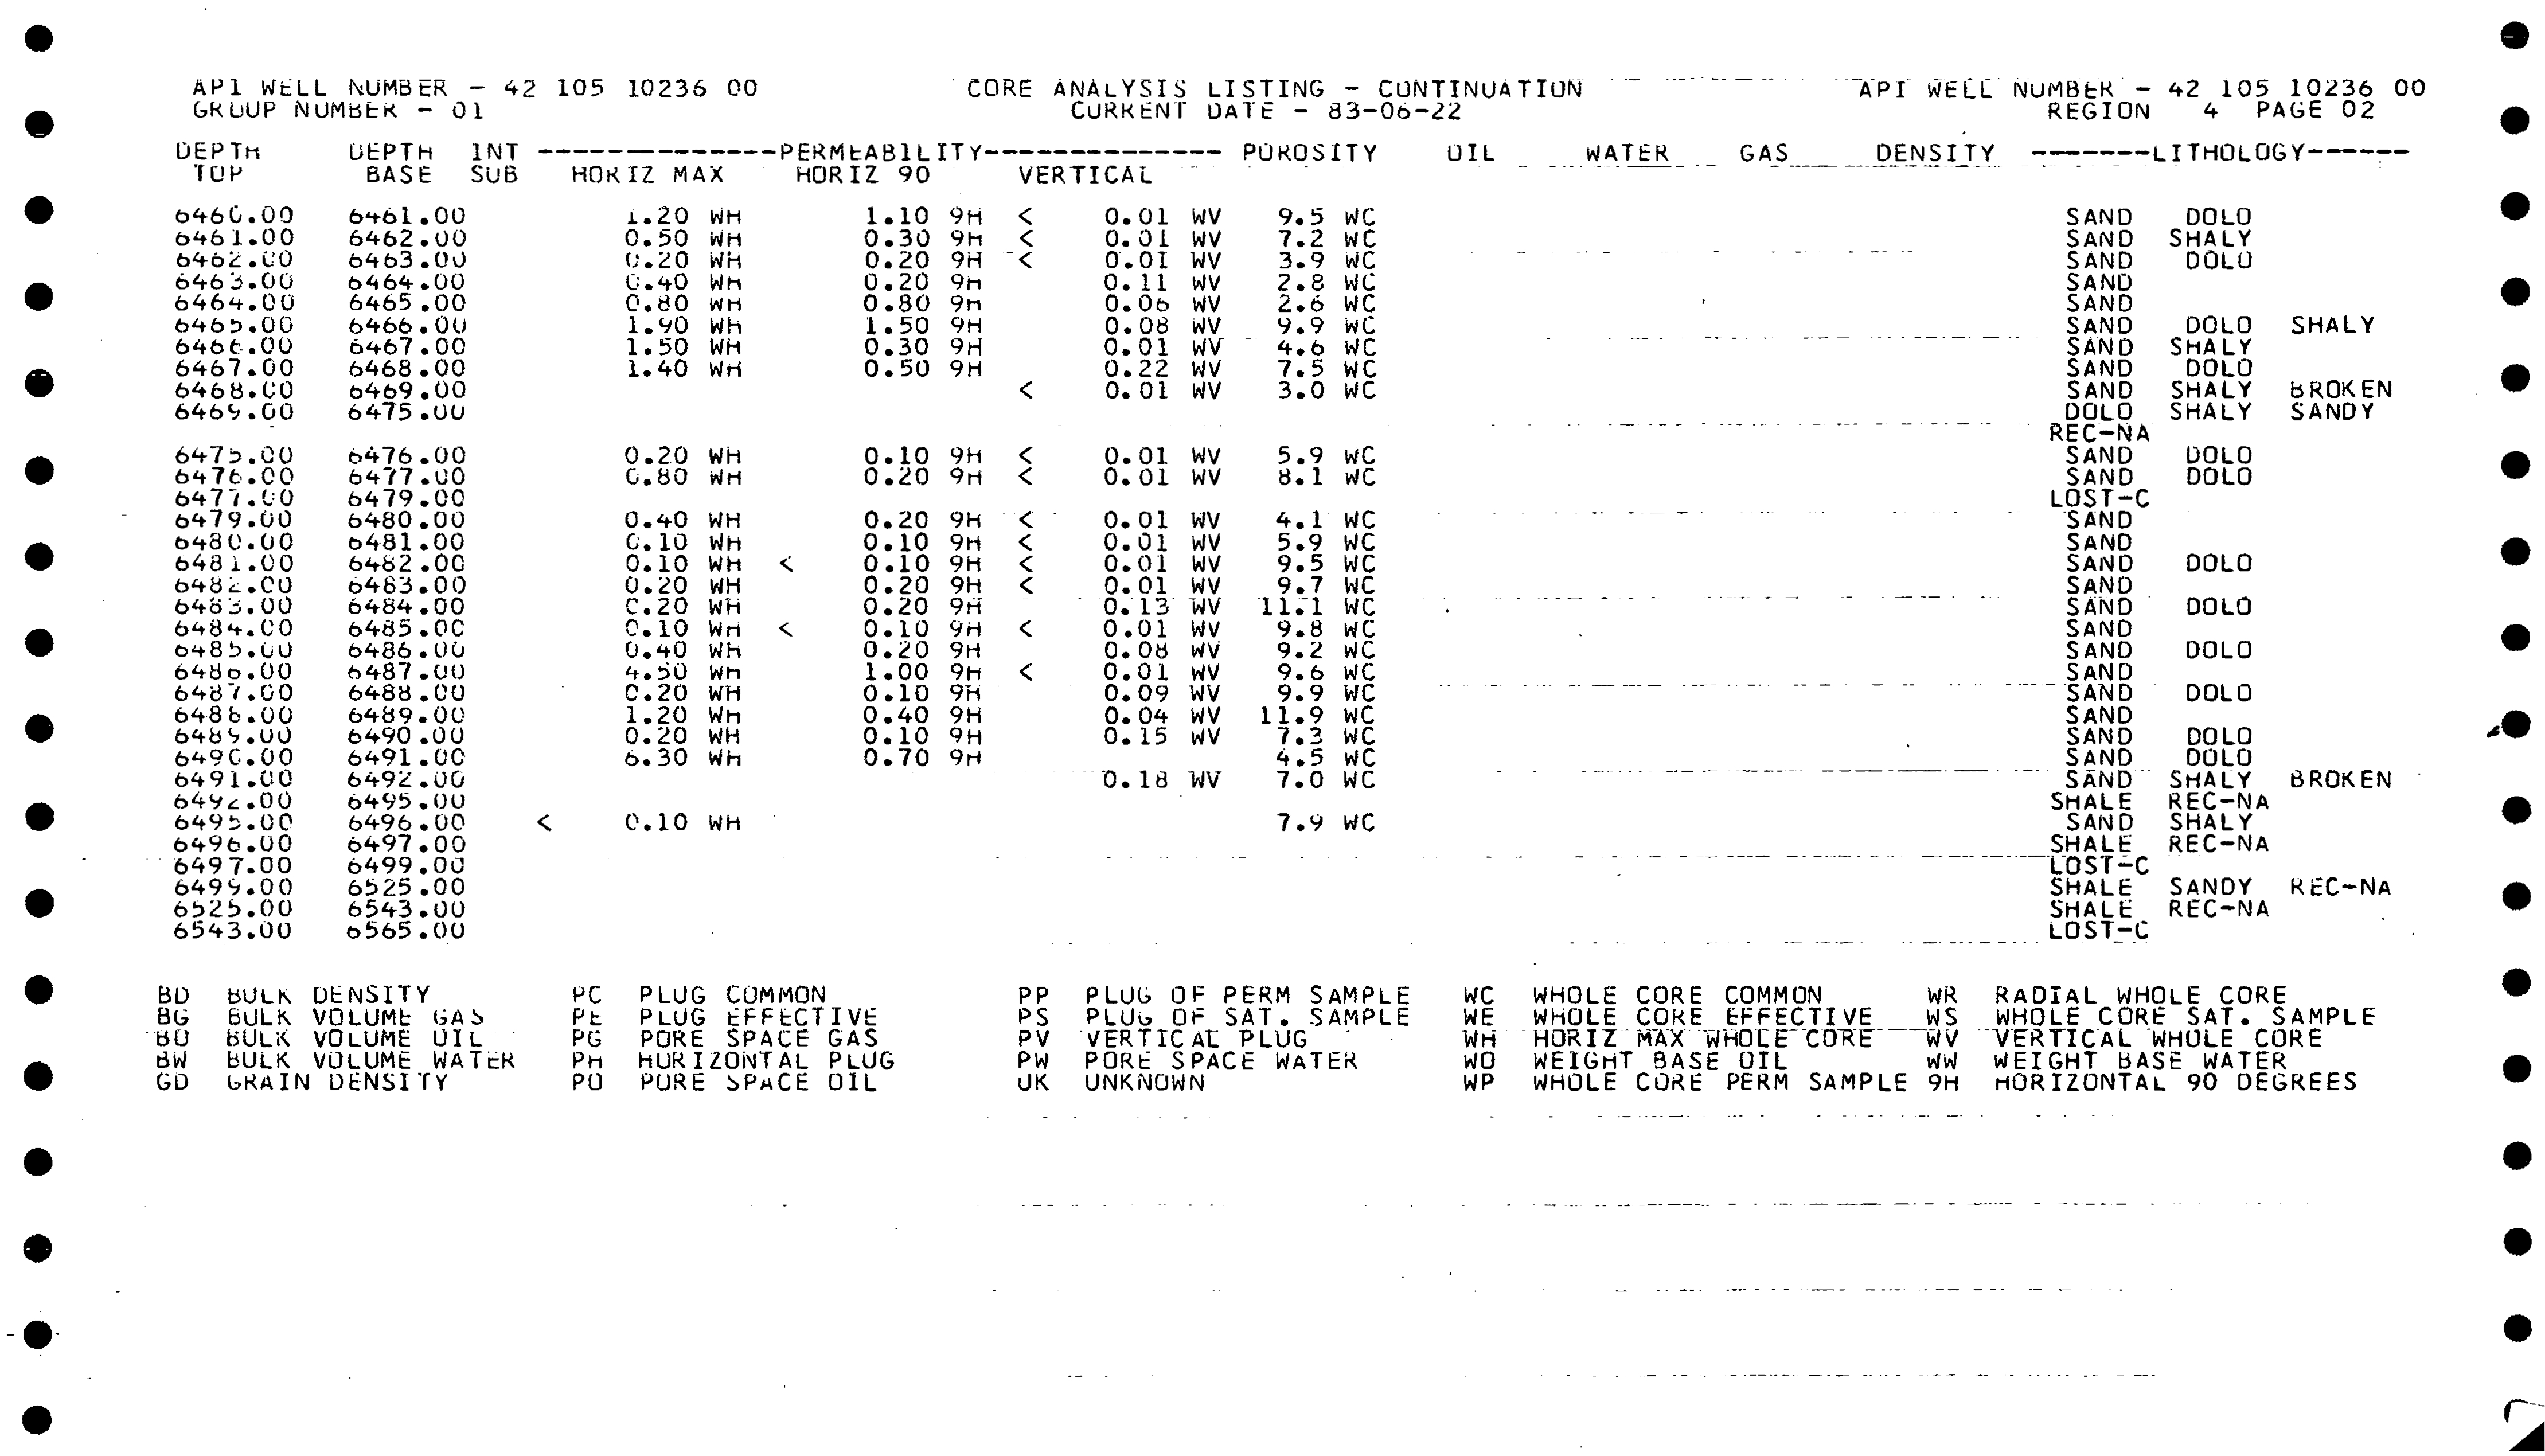 API WELL NUMBER - 42 105 10236 00 CORE ANALYSIS LISTING - CONTINUATION API WELL NUMBER - 42 105 10236 00
GROUP NUMBER - 01 CURRENT DATE - 83-06-22 REGION 4 PAGE 02
DEPTH DEPTH INT --------------PERMEABILITY-------------- POROSITY OIL WATER GAS DENSITY -------LITHOLOGY------
TOP BASE SUB HORIZ MAX HORIZ 90 VERTICAL
6460.00 6461.00 1.20 WH 1.10 9H < 0.01 WV 9.5 WC SAND DOLO
6461.00 6462.00 0.50 WH 0.30 9H < 0.01 WV 7.2 WC SAND SHALY
6462.00 6463.00 0.20 WH 0.20 9H < 0.01 WV 3.9 WC SAND DOLO
6463.00 6464.00 0.40 WH 0.20 9H 0.11 WV 2.8 WC SAND
6464.00 6465.00 0.80 WH 0.80 9H 0.06 WV 2.6 WC SAND
6465.00 6466.00 1.90 WH 1.50 9H 0.08 WV 9.9 WC SAND DOLO SHALY
6466.00 6467.00 1.50 WH 0.30 9H 0.01 WV 4.6 WC SAND SHALY
6467.00 6468.00 1.40 WH 0.50 9H 0.22 WV 7.5 WC SAND DOLO
6468.00 6469.00 < 0.01 WV 3.0 WC SAND SHALY BROKEN
6469.00 6475.00 DOLO SHALY SANDY
REC-NA
6475.00 6476.00 0.20 WH 0.10 9H < 0.01 WV 5.9 WC SAND DOLO
6476.00 6477.00 0.80 WH 0.20 9H < 0.01 WV 8.1 WC SAND DOLO
6477.00 6479.00 LOST-C
6479.00 6480.00 0.40 WH 0.20 9H < 0.01 WV 4.1 WC SAND
6480.00 6481.00 0.10 WH 0.10 9H < 0.01 WV 5.9 WC SAND
6481.00 6482.00 0.10 WH < 0.10 9H < 0.01 WV 9.5 WC SAND DOLO
6482.00 6483.00 0.20 WH 0.20 9H < 0.01 WV 9.7 WC SAND
6483.00 6484.00 0.20 WH 0.20 9H 0.13 WV 11.1 WC SAND DOLO
6484.00 6485.00 0.10 WH < 0.10 9H < 0.01 WV 9.8 WC SAND
6485.00 6486.00 0.40 WH 0.20 9H 0.08 WV 9.2 WC SAND DOLO
6486.00 6487.00 4.50 WH 1.00 9H < 0.01 WV 9.6 WC SAND
6487.00 6488.00 0.20 WH 0.10 9H 0.09 WV 9.9 WC SAND DOLO
6488.00 6489.00 1.20 WH 0.40 9H 0.04 WV 11.9 WC SAND
6489.00 6490.00 0.20 WH 0.10 9H 0.15 WV 7.3 WC SAND DOLO
6490.00 6491.00 6.30 WH 0.70 9H 4.5 WC SAND DOLO
6491.00 6492.00 0.18 WV 7.0 WC SAND SHALY BROKEN
6492.00 6495.00 SHALE REC-NA
6495.00 6496.00 < 0.10 WH 7.9 WC SAND SHALY
6496.00 6497.00 SHALE REC-NA
6497.00 6499.00 LOST-C
6499.00 6525.00 SHALE SANDY REC-NA
6525.00 6543.00 SHALE REC-NA
6543.00 6565.00 LOST-C
BD BULK DENSITY PC PLUG COMMON PP PLUG OF PERM SAMPLE WC WHOLE CORE COMMON WR RADIAL WHOLE CORE
BG BULK VOLUME GAS PE PLUG EFFECTIVE PS PLUG OF SAT. SAMPLE WE WHOLE CORE EFFECTIVE WS WHOLE CORE SAT. SAMPLE
BO BULK VOLUME OIL PG PORE SPACE GAS PV VERTICAL PLUG WH HORIZ MAX WHOLE CORE WV VERTICAL WHOLE CORE
BW BULK VOLUME WATER PH HORIZONTAL PLUG PW PORE SPACE WATER WO WEIGHT BASE OIL WW WEIGHT BASE WATER
GD GRAIN DENSITY PO PORE SPACE OIL UK UNKNOWN WP WHOLE CORE PERM SAMPLE 9H HORIZONTAL 90 DEGREES